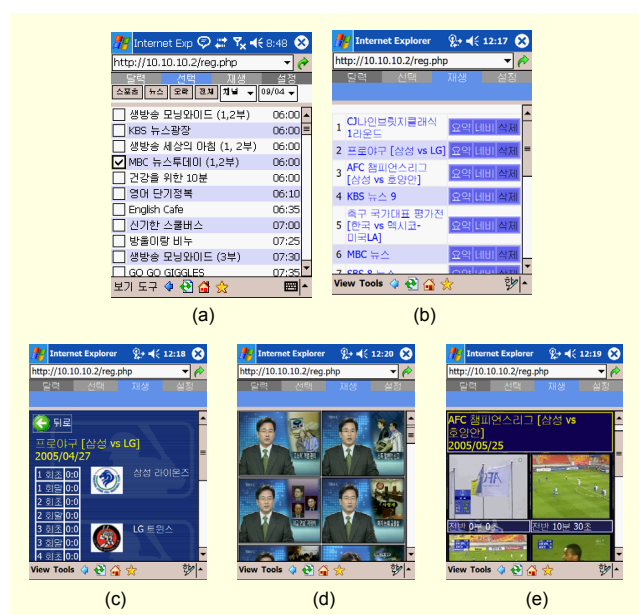 Internet Exp 8:48
http://10.10.10.2/reg.php
달력 선택 재생 설정
스포츠 뉴스 오락 전체 채널 09/04
생방송 모닝와이드 (1,2부) 06:00
KBS 뉴스광장 06:00
생방송 세상의 아침 (1, 2부) 06:00
MBC 뉴스투데이 (1,2부) 06:00
건강을 위한 10분 06:00
영어 단기정복 06:10
English Cafe 06:35
신기한 스쿨버스 07:00
방울이랑 비누 07:25
생방송 모닝와이드 (3부) 07:30
GO GO GIGGLES 07:35
보기 도구
(a)
Internet Explorer 12:17
http://10.10.10.2/reg.php
달력 선택 재생 설정
1 CJ나인브릿지클래식 1라운드 요약 네비 삭제
2 프로야구 [삼성 vs LG] 요약 네비 삭제
3 AFC 챔피언스리그 [삼성 vs 호앙안] 요약 네비 삭제
4 KBS 뉴스 9 요약 네비 삭제
5 축구 국가대표 평가전 [한국 vs 멕시코-미국LA] 요약 네비 삭제
6 MBC 뉴스 요약 네비 삭제
7 SBS 8 뉴스 요약 네비 삭제
View Tools
(b)
Internet Explorer 12:18
http://10.10.10.2/reg.php
달력 선택 재생 설정
뒤로
프로야구 [삼성 vs LG]
2005/04/27
1 회초 0:0
1 회말 0:0 삼성 라이온즈
2 회초 0:0
2 회말 0:0
3 회초 0:0
3 회말 0:0 LG 트윈스
4 회초 0:0
View Tools
(c)
Internet Explorer 12:20
http://10.10.10.2/reg.php
달력 선택 재생 설정
View Tools
(d)
Internet Explorer 12:19
http://10.10.10.2/reg.php
달력 선택 재생 설정
AFC 챔피언스리그 [삼성 vs
호앙안]
2005/05/25
전반 0분 0초 전반 10분 30초
View Tools
(e)